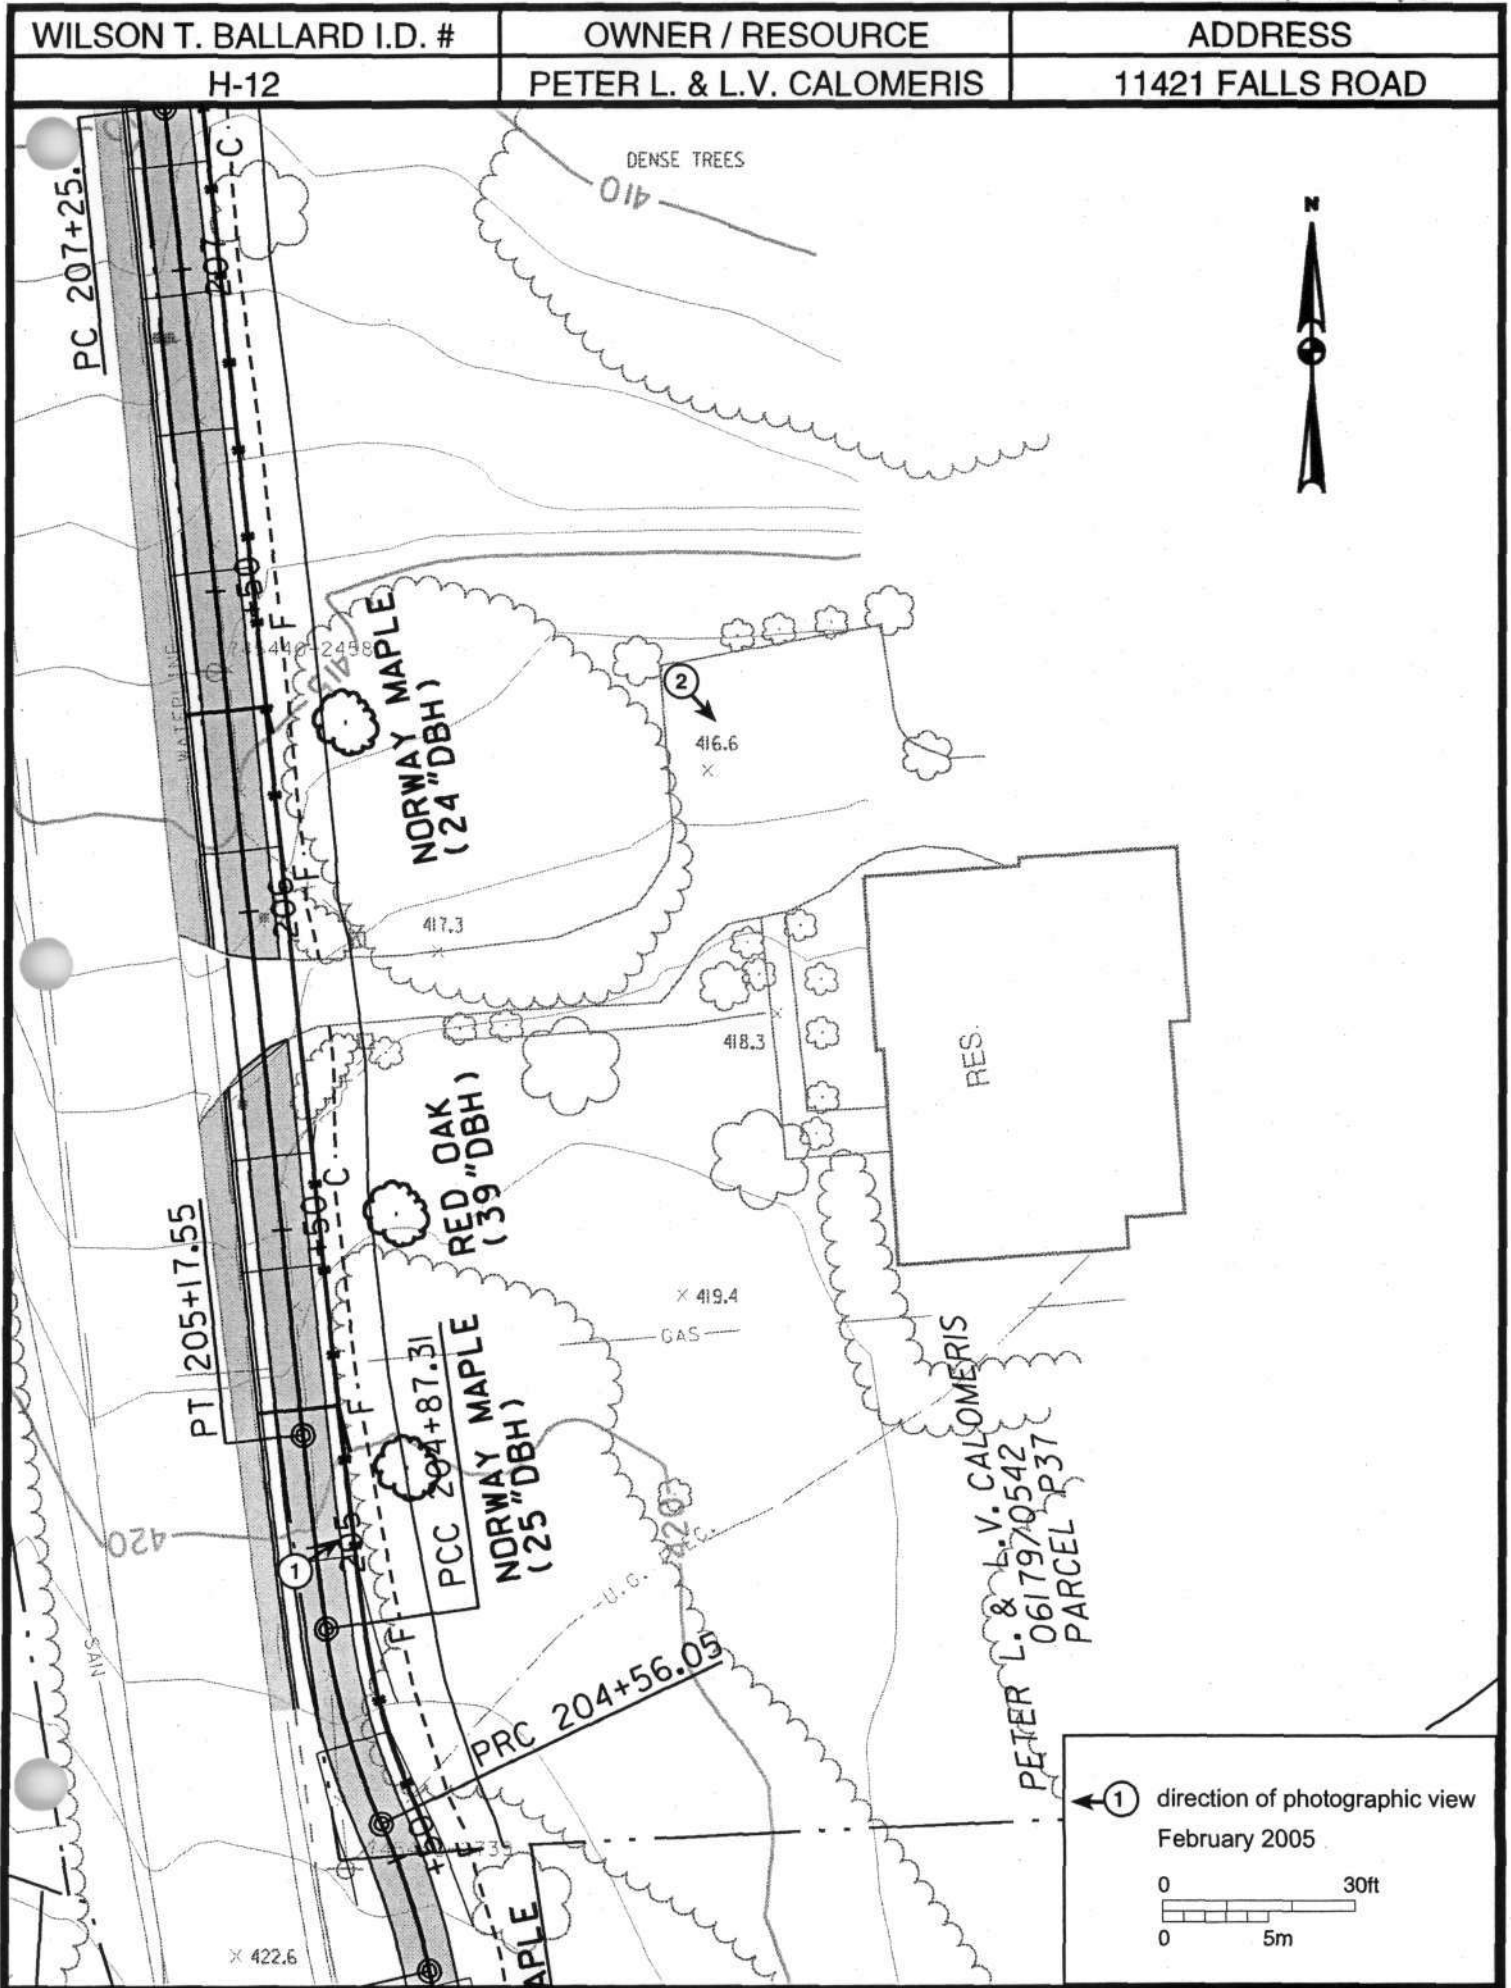 WILSON T. BALLARD I.D. #
OWNER / RESOURCE
ADDRESS
H-12
PETER L. & L.V. CALOMERIS
11421 FALLS ROAD
DENSE TREES
410
N
PC 207+25.
C
207
+50
F
WATERLINE
415
NORWAY MAPLE
(24"DBH)
2
416.6
206
F
417.3
418.3
RES.
RED OAK
(39"DBH)
C
+50
PT 205+17.55
419.4
GAS
F
PCC 204+87.31
NORWAY MAPLE
(25"DBH)
205
1
420
420
U.G.
F
SAN
PRC 204+56.05
PETER L. & L.V. CALOMERIS
06179/0542
PARCEL P37
+50
F
APLE
422.6
1 direction of photographic view
February 2005
0 30ft
0 5m